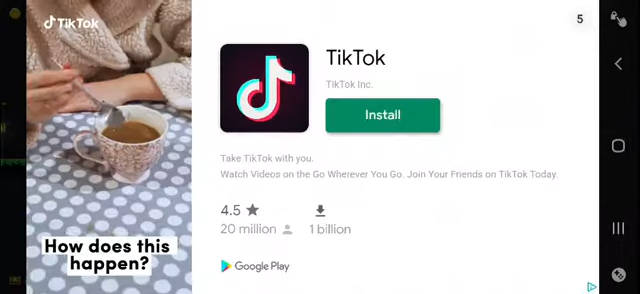 TikTok
How does this
happen?
5
TikTok
TikTok Inc.
Install
Take TikTok with you.
Watch Videos on the Go Wherever You Go. Join Your Friends on TikTok Today.
4.5
20 million
1 billion
Google Play